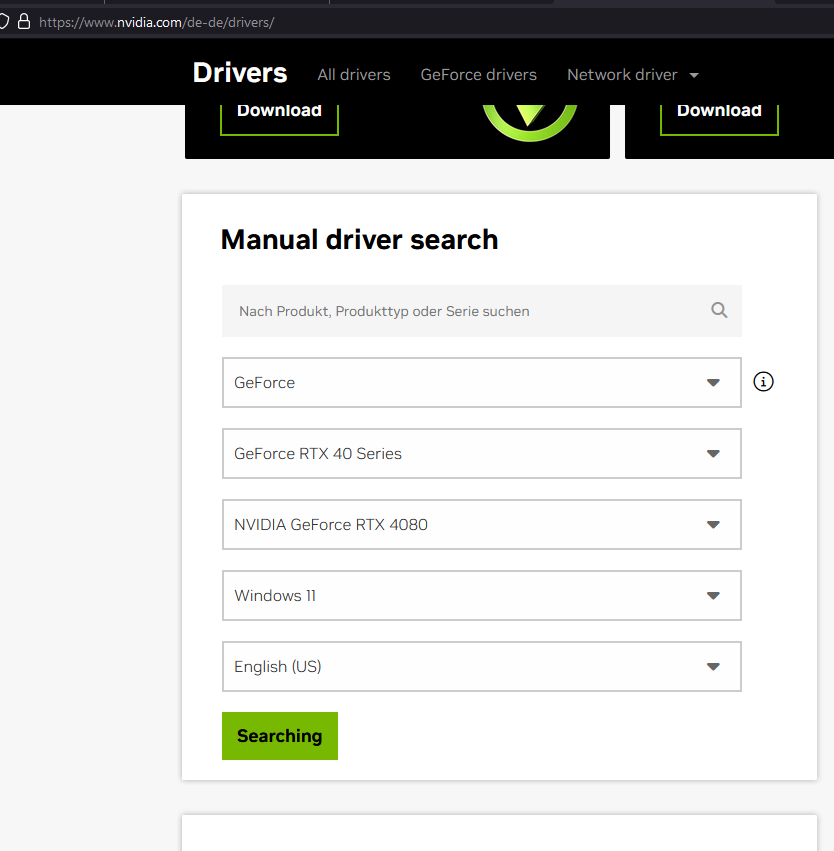 https://www.nvidia.com/de-de/drivers/
Drivers All drivers GeForce drivers Network driver
Download Download
Manual driver search
Nach Produkt, Produkttyp oder Serie suchen
GeForce
GeForce RTX 40 Series
NVIDIA GeForce RTX 4080
Windows 11
English (US)
Searching